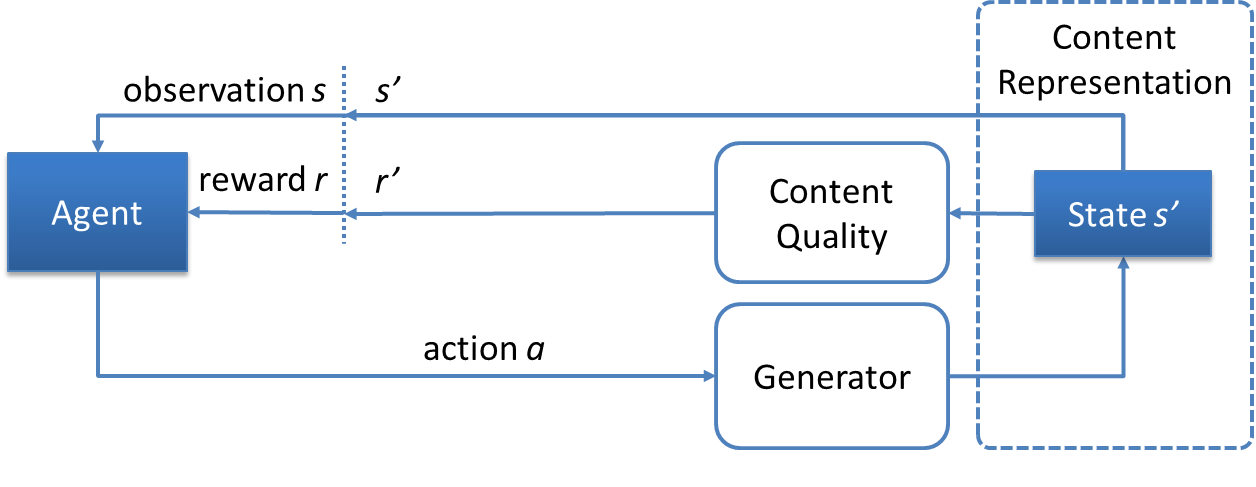 Content
Representation
observation s
s’
reward r
r’
Agent
Content
Quality
State s’
action a
Generator